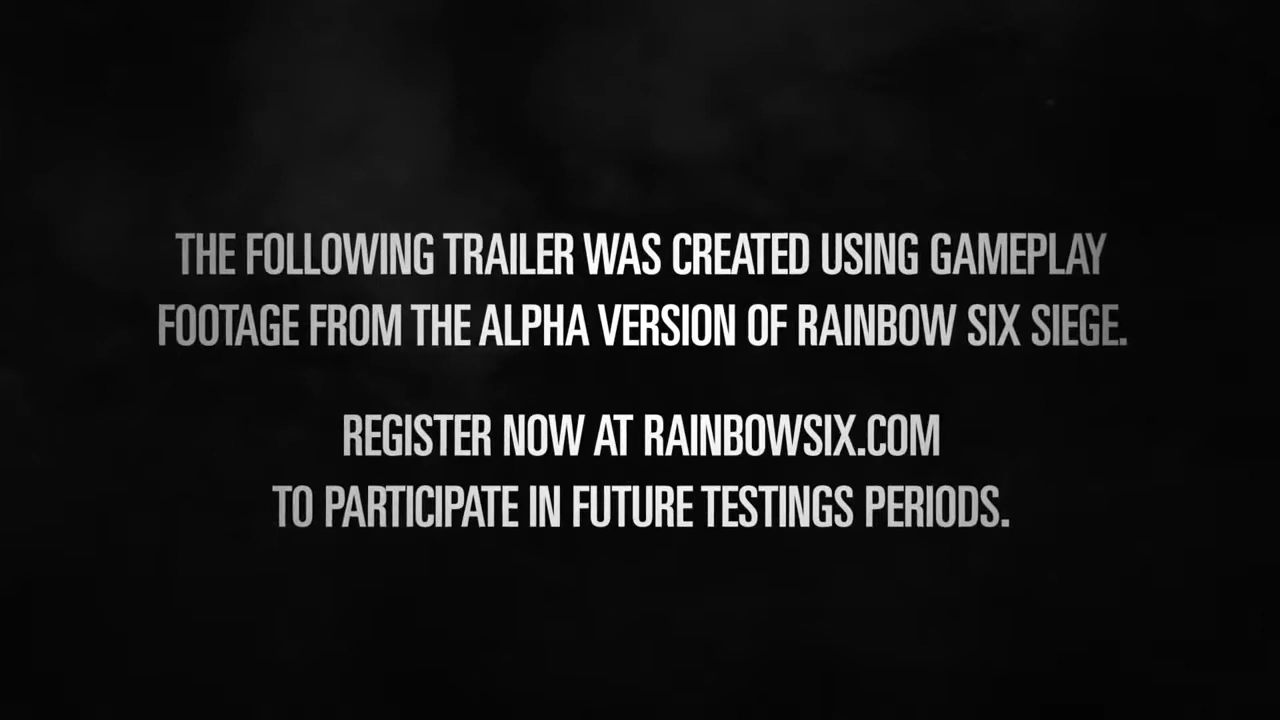 THE FOLLOWING TRAILER WAS CREATED USING GAMEPLAY
FOOTAGE FROM THE ALPHA VERSION OF RAINBOW SIX SIEGE.
REGISTER NOW AT RAINBOWSIX.COM
TO PARTICIPATE IN FUTURE TESTINGS PERIODS.